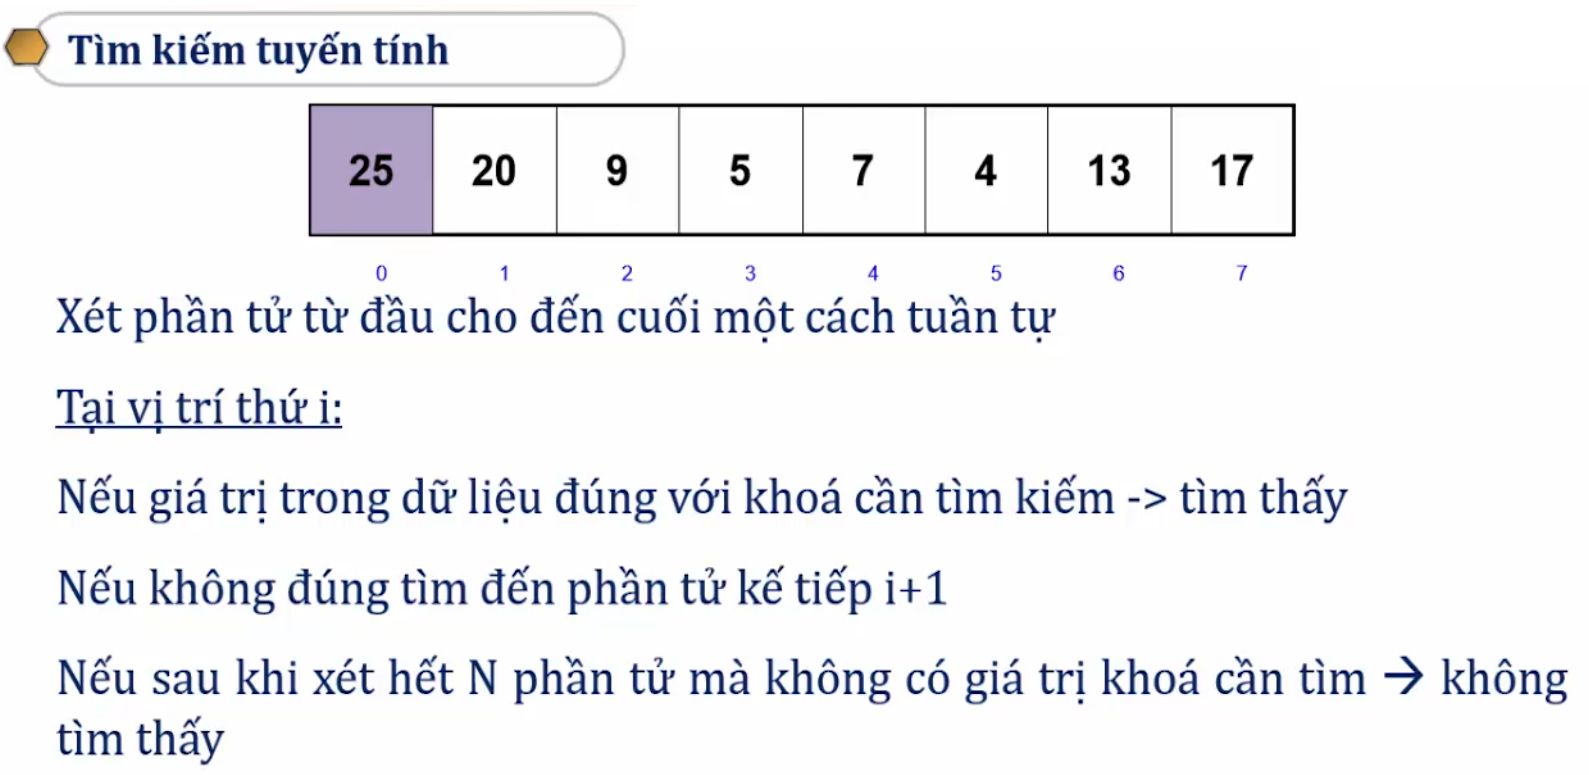 Tìm kiếm tuyến tính
25 20 9 5 7 4 13 17
0 1 2 3 4 5 6 7
Xét phần tử từ đầu cho đến cuối một cách tuần tự
Tại vị trí thứ i:
Nếu giá trị trong dữ liệu đúng với khoá cần tìm kiếm -> tìm thấy
Nếu không đúng tìm đến phần tử kế tiếp i+1
Nếu sau khi xét hết N phần tử mà không có giá trị khoá cần tìm → không
tìm thấy